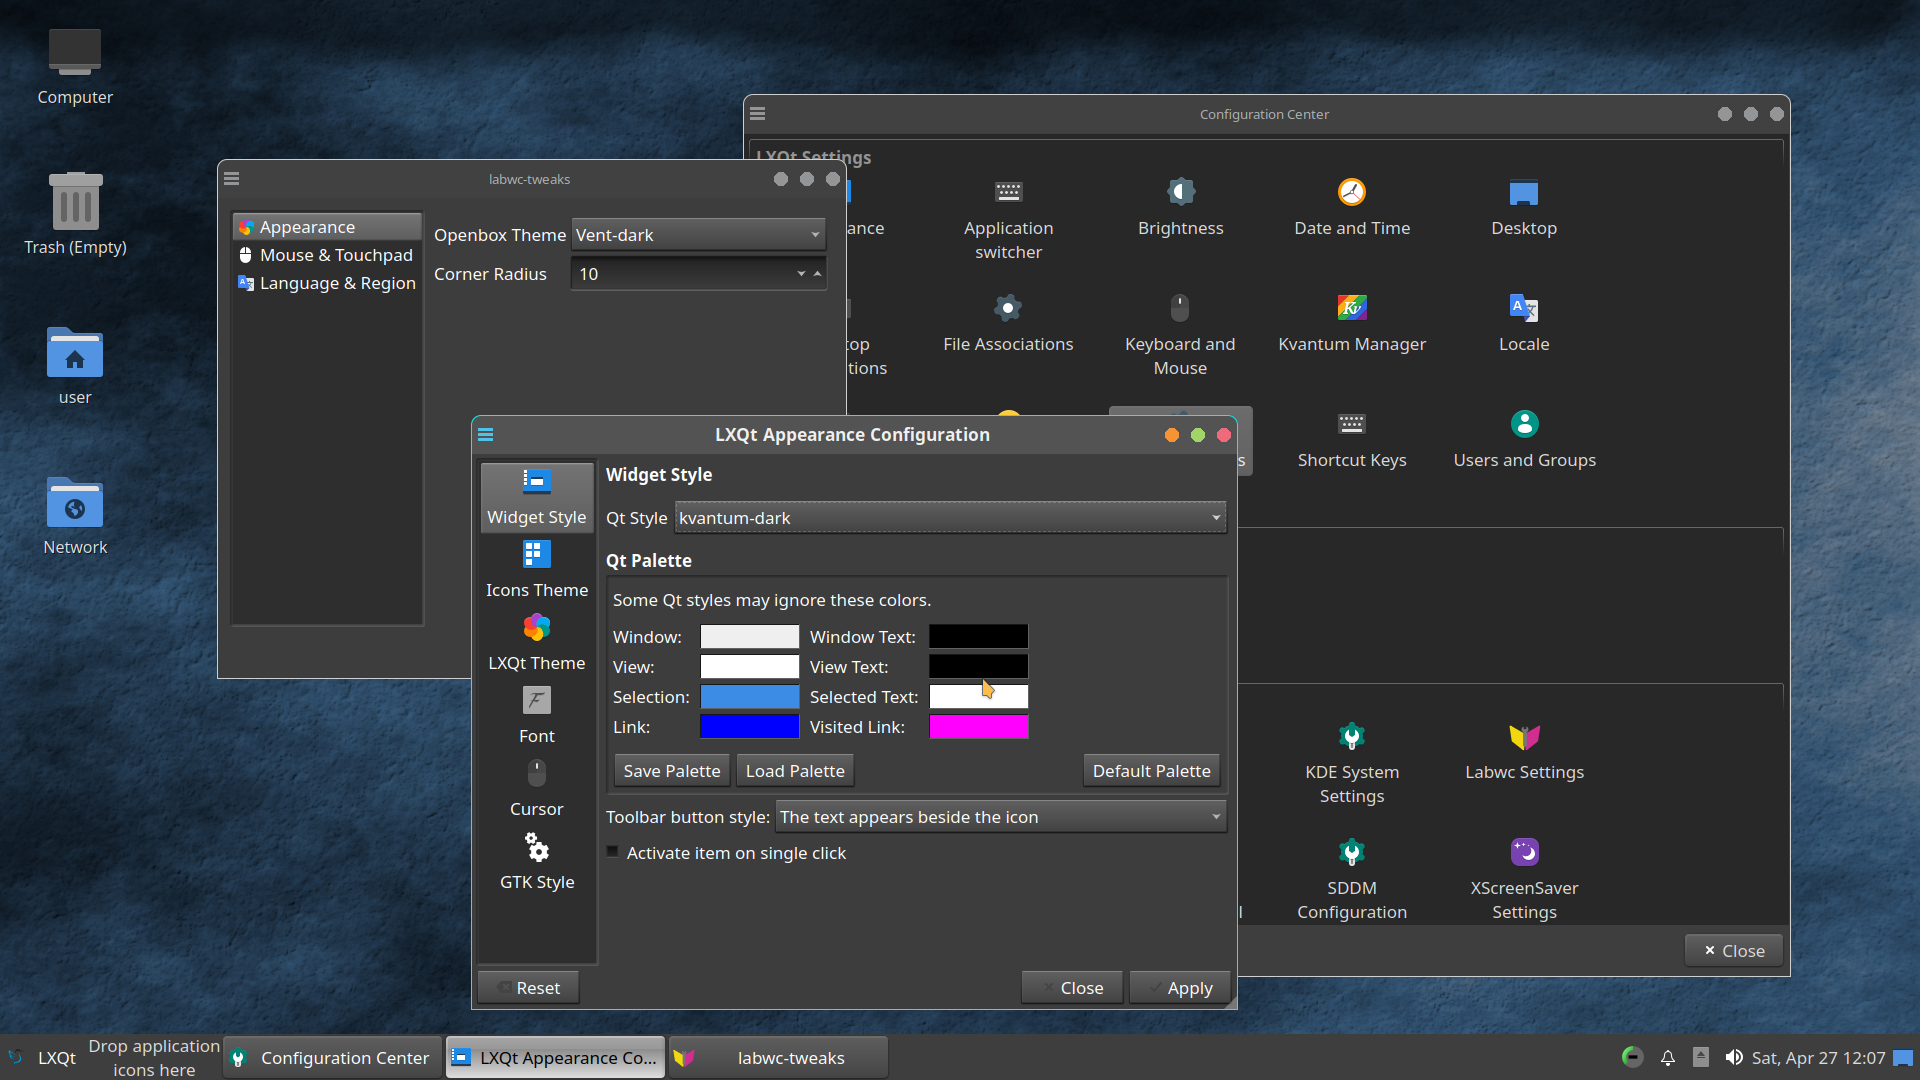 Computer
Trash (Empty)
user
Network
Configuration Center
LXQt Settings
ance
Application
switcher
Brightness
Date and Time
Desktop
top
tions
File Associations
Keyboard and
Mouse
Kvantum Manager
Locale
s
Shortcut Keys
Users and Groups
KDE System
Settings
Labwc Settings
l
SDDM
Configuration
XScreenSaver
Settings
Close
labwc-tweaks
Appearance
Mouse & Touchpad
Language & Region
Openbox Theme
Vent-dark
Corner Radius
10
LXQt Appearance Configuration
Widget Style
Icons Theme
LXQt Theme
Font
Cursor
GTK Style
Widget Style
Qt Style
kvantum-dark
Qt Palette
Some Qt styles may ignore these colors.
Window:
Window Text:
View:
View Text:
Selection:
Selected Text:
Link:
Visited Link:
Save Palette
Load Palette
Default Palette
Toolbar button style:
The text appears beside the icon
Activate item on single click
Reset
Close
Apply
LXQt
Drop application
icons here
Configuration Center
LXQt Appearance Co...
labwc-tweaks
Sat, Apr 27 12:07